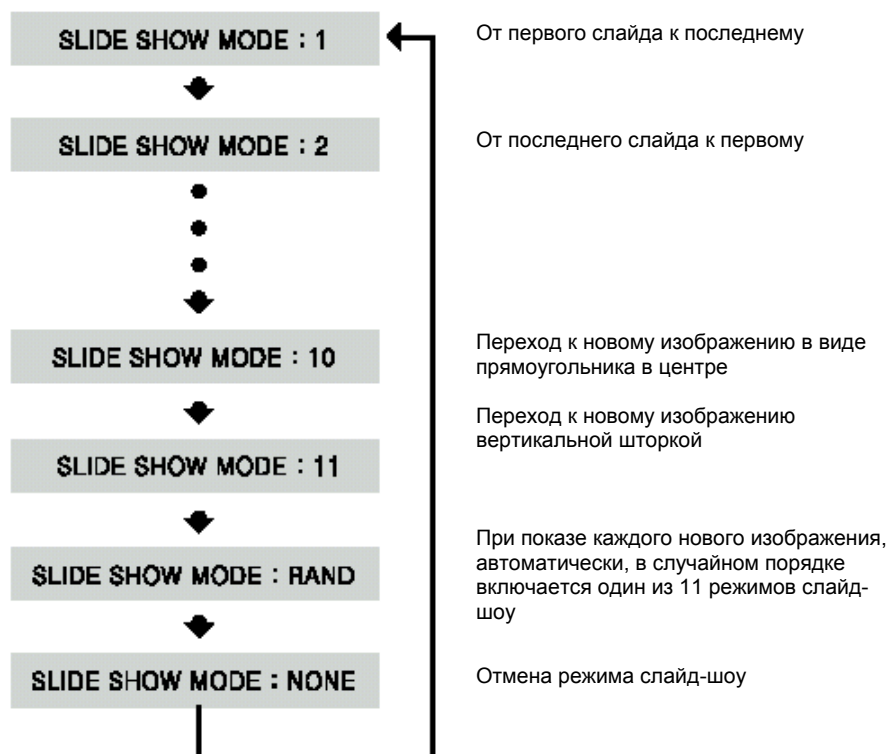 SLIDE SHOW MODE : 1
От первого слайда к последнему
SLIDE SHOW MODE : 2
От последнего слайда к первому
SLIDE SHOW MODE : 10
Переход к новому изображению в виде
прямоугольника в центре
SLIDE SHOW MODE : 11
Переход к новому изображению
вертикальной шторкой
SLIDE SHOW MODE : RAND
При показе каждого нового изображения,
автоматически, в случайном порядке
включается один из 11 режимов слайд-
шоу
SLIDE SHOW MODE : NONE
Отмена режима слайд-шоу